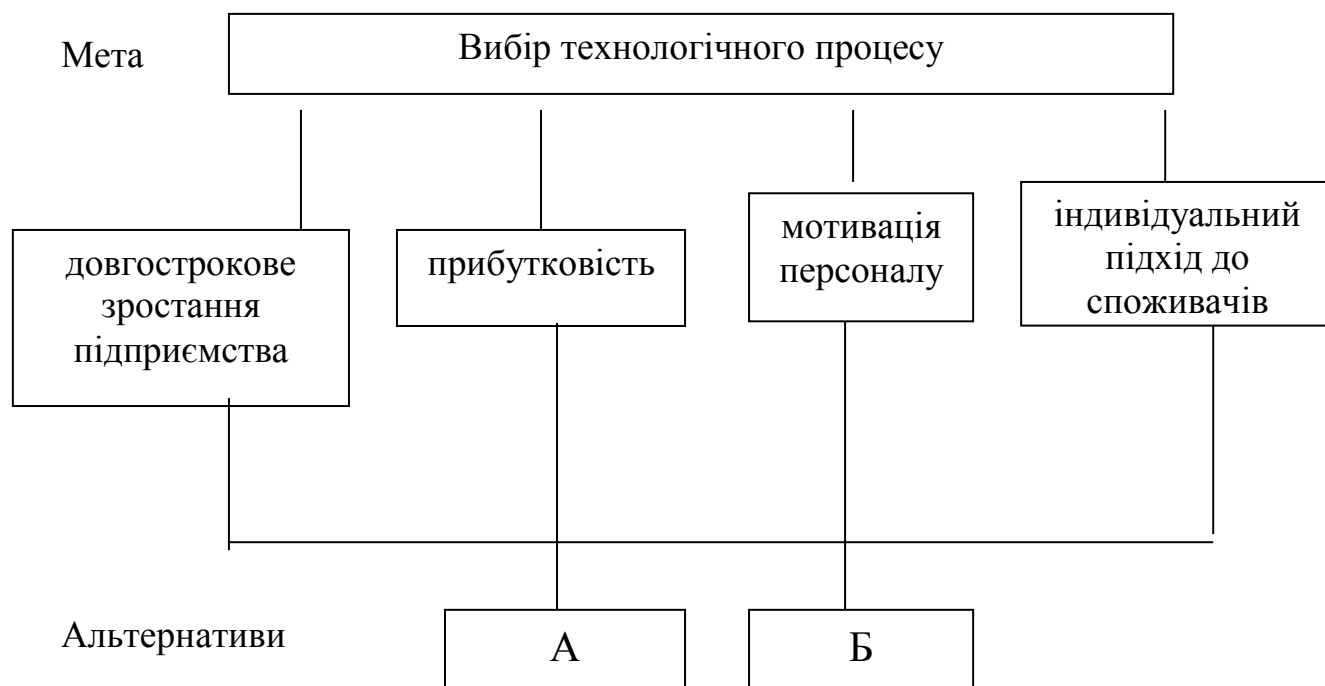 Мета
Вибір технологічного процесу
довгострокове
зростання
підприємства
прибутковість
мотивація
персоналу
індивідуальний
підхід до
споживачів
Альтернативи
А
Б